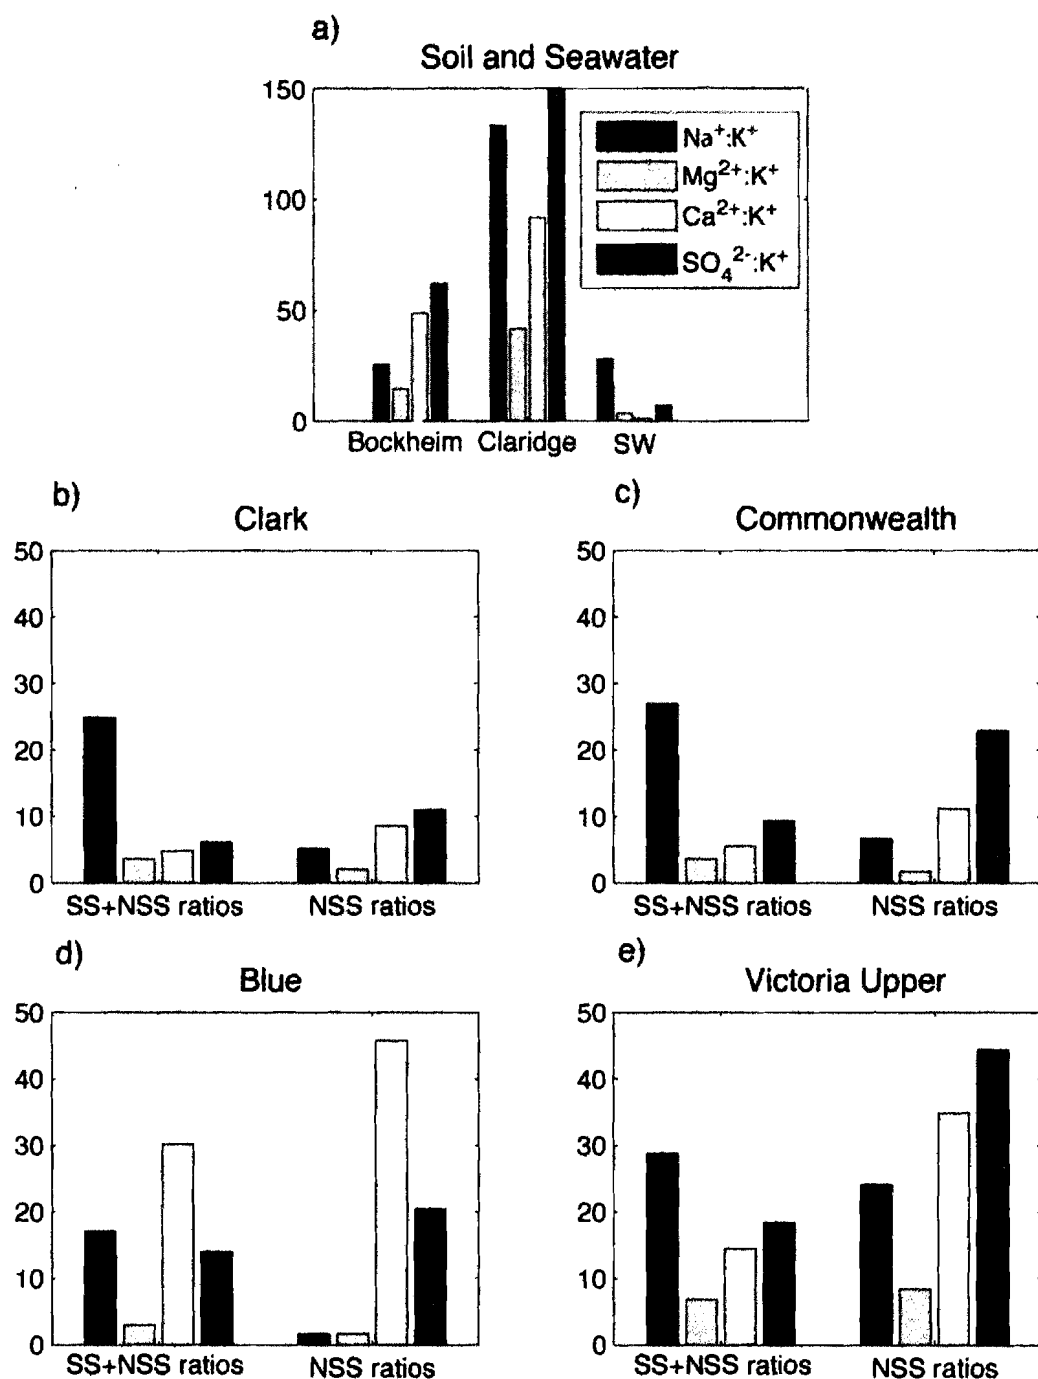 a)
Soil and Seawater
150
100
50
0
Na⁺:K⁺
Mg²⁺:K⁺
Ca²⁺:K⁺
SO₄²⁻:K⁺
Bockheim Claridge SW
b)
Clark
50
40
30
20
10
0
SS+NSS ratios NSS ratios
c)
Commonwealth
50
40
30
20
10
0
SS+NSS ratios NSS ratios
d)
Blue
50
40
30
20
10
0
SS+NSS ratios NSS ratios
e)
Victoria Upper
50
40
30
20
10
0
SS+NSS ratios NSS ratios